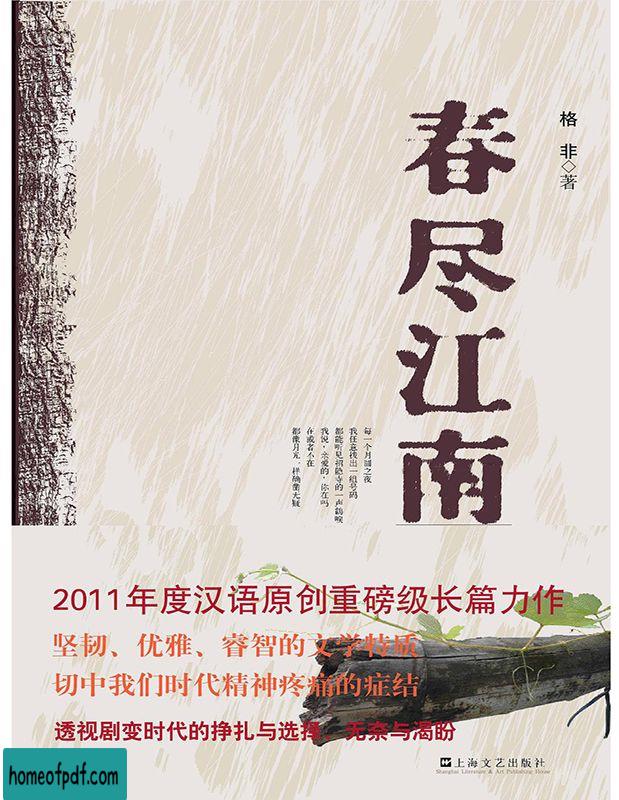 格 非◇著
春尽江南
每一个月圆之夜
我任意拨出一组号码
都能听见招隐寺的一声鹤唳
我说，亲爱的，你在吗
在或者不在
都像月光一样确凿无疑
2011年度汉语原创重磅级长篇力作
坚韧、优雅、睿智的文学特质
切中我们时代精神疼痛的症结
透视剧变时代的挣扎与选择 无奈与渴盼
上海文艺出版社
Shanghai Literature & Art Publishing House
homeofpdf.com